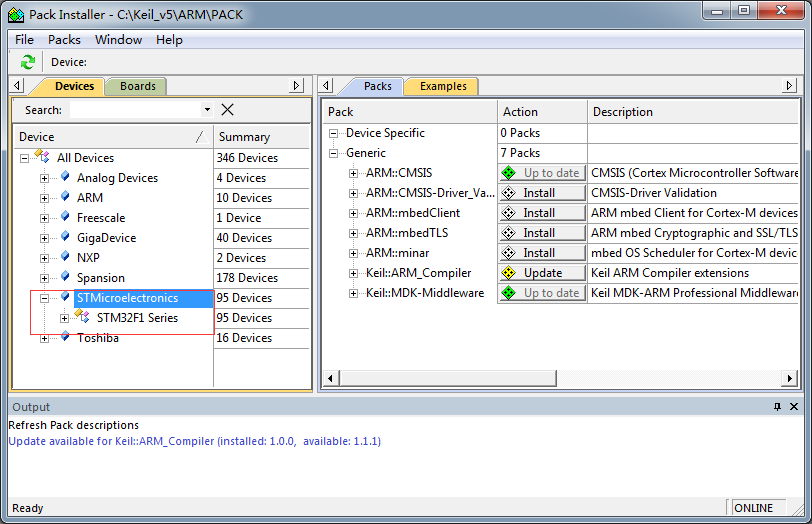 Pack Installer - C:\Keil_v5\ARM\PACK
File Packs Window Help
Device:
Devices Boards
Search:
Device Summary
All Devices 346 Devices
Analog Devices 4 Devices
ARM 10 Devices
Freescale 1 Device
GigaDevice 40 Devices
NXP 2 Devices
Spansion 178 Devices
STMicroelectronics 95 Devices
STM32F1 Series 95 Devices
Toshiba 16 Devices
Packs Examples
Pack Action Description
Device Specific 0 Packs
Generic 7 Packs
ARM::CMSIS Up to date CMSIS (Cortex Microcontroller Software
ARM::CMSIS-Driver_Va... Install CMSIS-Driver Validation
ARM::mbedClient Install ARM mbed Client for Cortex-M devices
ARM::mbedTLS Install ARM mbed Cryptographic and SSL/TLS
ARM::minar Install mbed OS Scheduler for Cortex-M devic
Keil::ARM_Compiler Update Keil ARM Compiler extensions
Keil::MDK-Middleware Up to date Keil MDK-ARM Professional Middleware
Output
Refresh Pack descriptions
Update available for Keil::ARM_Compiler (installed: 1.0.0, available: 1.1.1)
Ready ONLINE